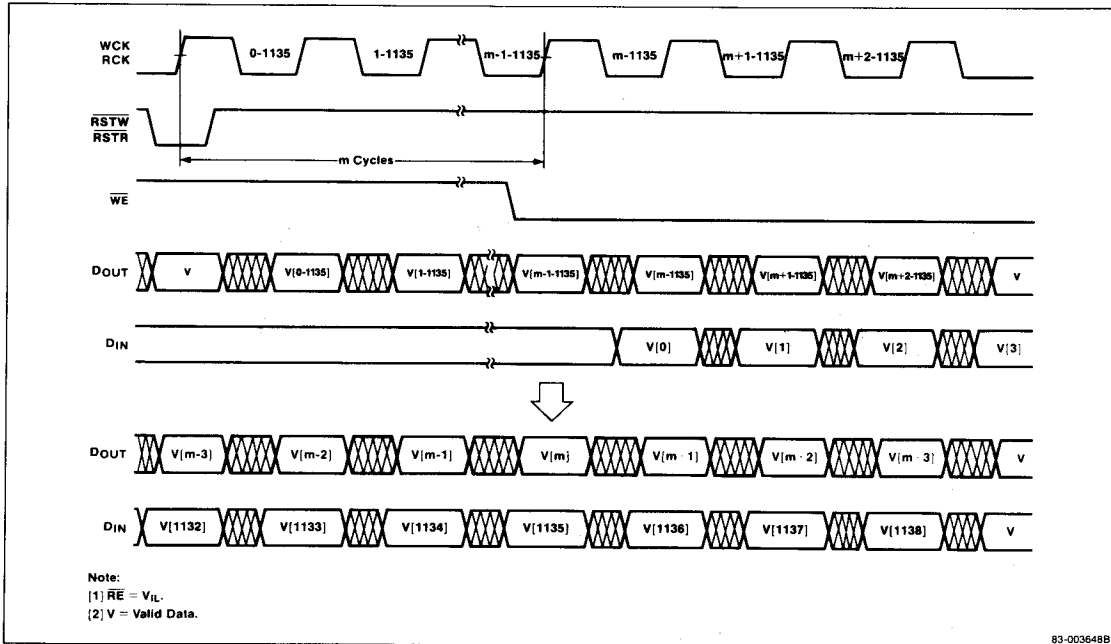 WCK
RCK
0-1135 1-1135 m-1-1135 m-1135 m+1-1135 m+2-1135
RSTW
RSTR
m Cycles
WE
DOUT V V[0-1135] V[1-1135] V[m-1-1135] V[m-1135] V[m+1-1135] V[m+2-1135] V
DIN V[0] V[1] V[2] V[3]
DOUT V[m-3] V[m-2] V[m-1] V[m] V[m · 1] V[m · 2] V[m · 3] V
DIN V[1132] V[1133] V[1134] V[1135] V[1136] V[1137] V[1138] V
Note:
[1] RE = VIL.
[2] V = Valid Data.
83-003648B